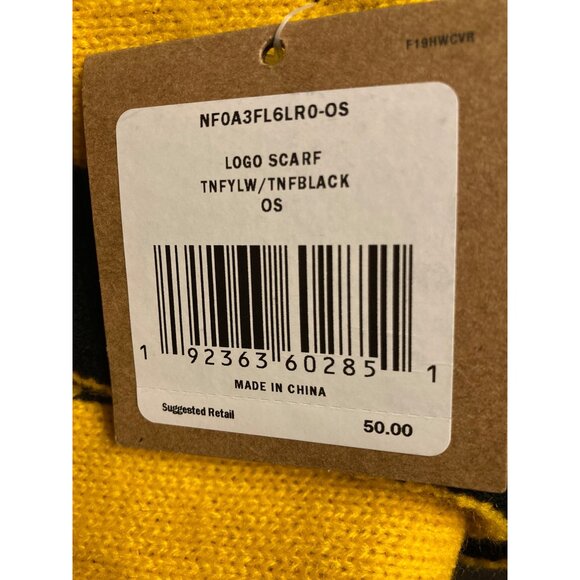 F19HWCVR
NF0A3FL6LR0-OS
LOGO SCARF
TNFYLW/TNFBLACK
OS
1 92363 60285 1
MADE IN CHINA
Suggested Retail 50.00